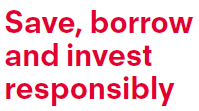 Save, borrow
and invest
responsibly